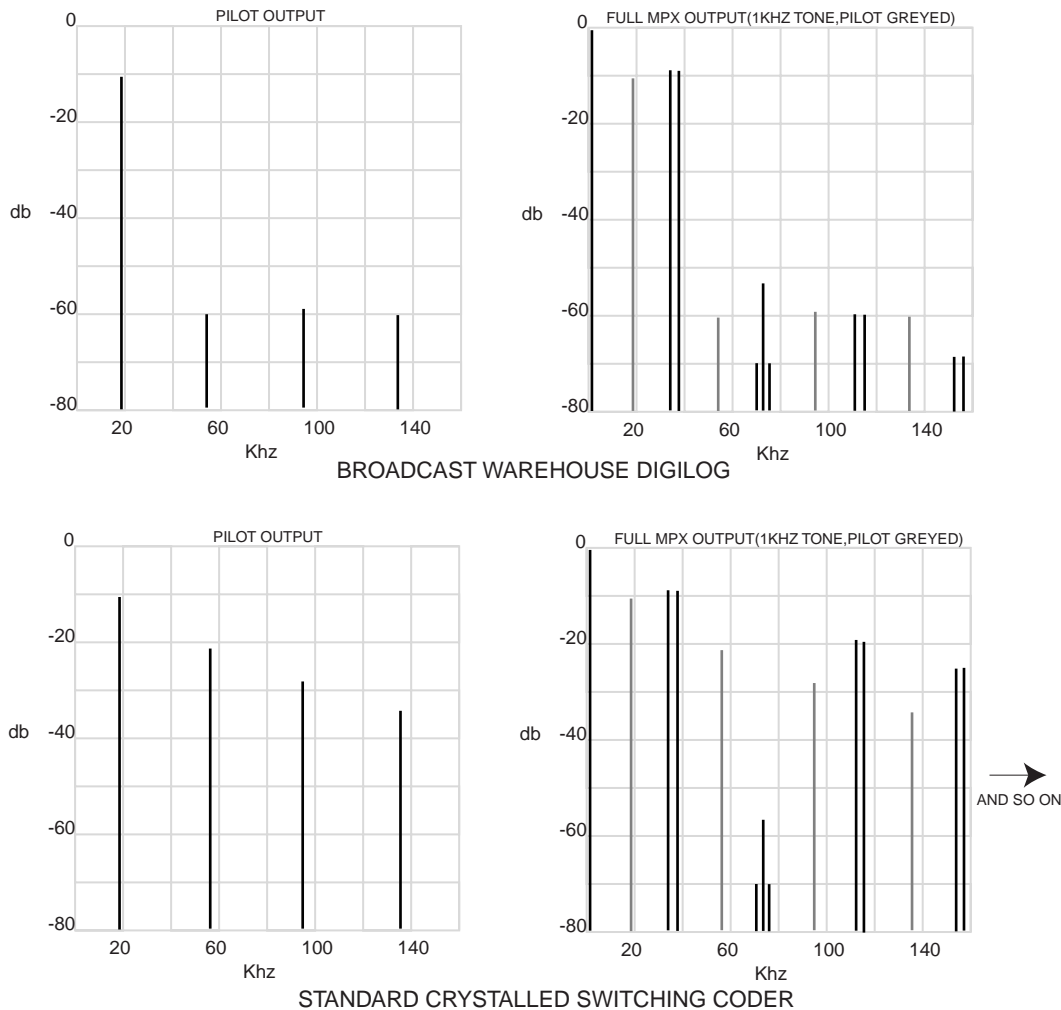 PILOT OUTPUT
0
-20
db
-40
-60
-80
20 60 100 140
Khz
FULL MPX OUTPUT(1KHZ TONE,PILOT GREYED)
0
-20
db
-40
-60
-80
20 60 100 140
Khz
BROADCAST WAREHOUSE DIGILOG
PILOT OUTPUT
0
-20
db
-40
-60
-80
20 60 100 140
Khz
FULL MPX OUTPUT(1KHZ TONE,PILOT GREYED)
0
-20
db
-40
-60
-80
20 60 100 140
Khz
AND SO ON
STANDARD CRYSTALLED SWITCHING CODER